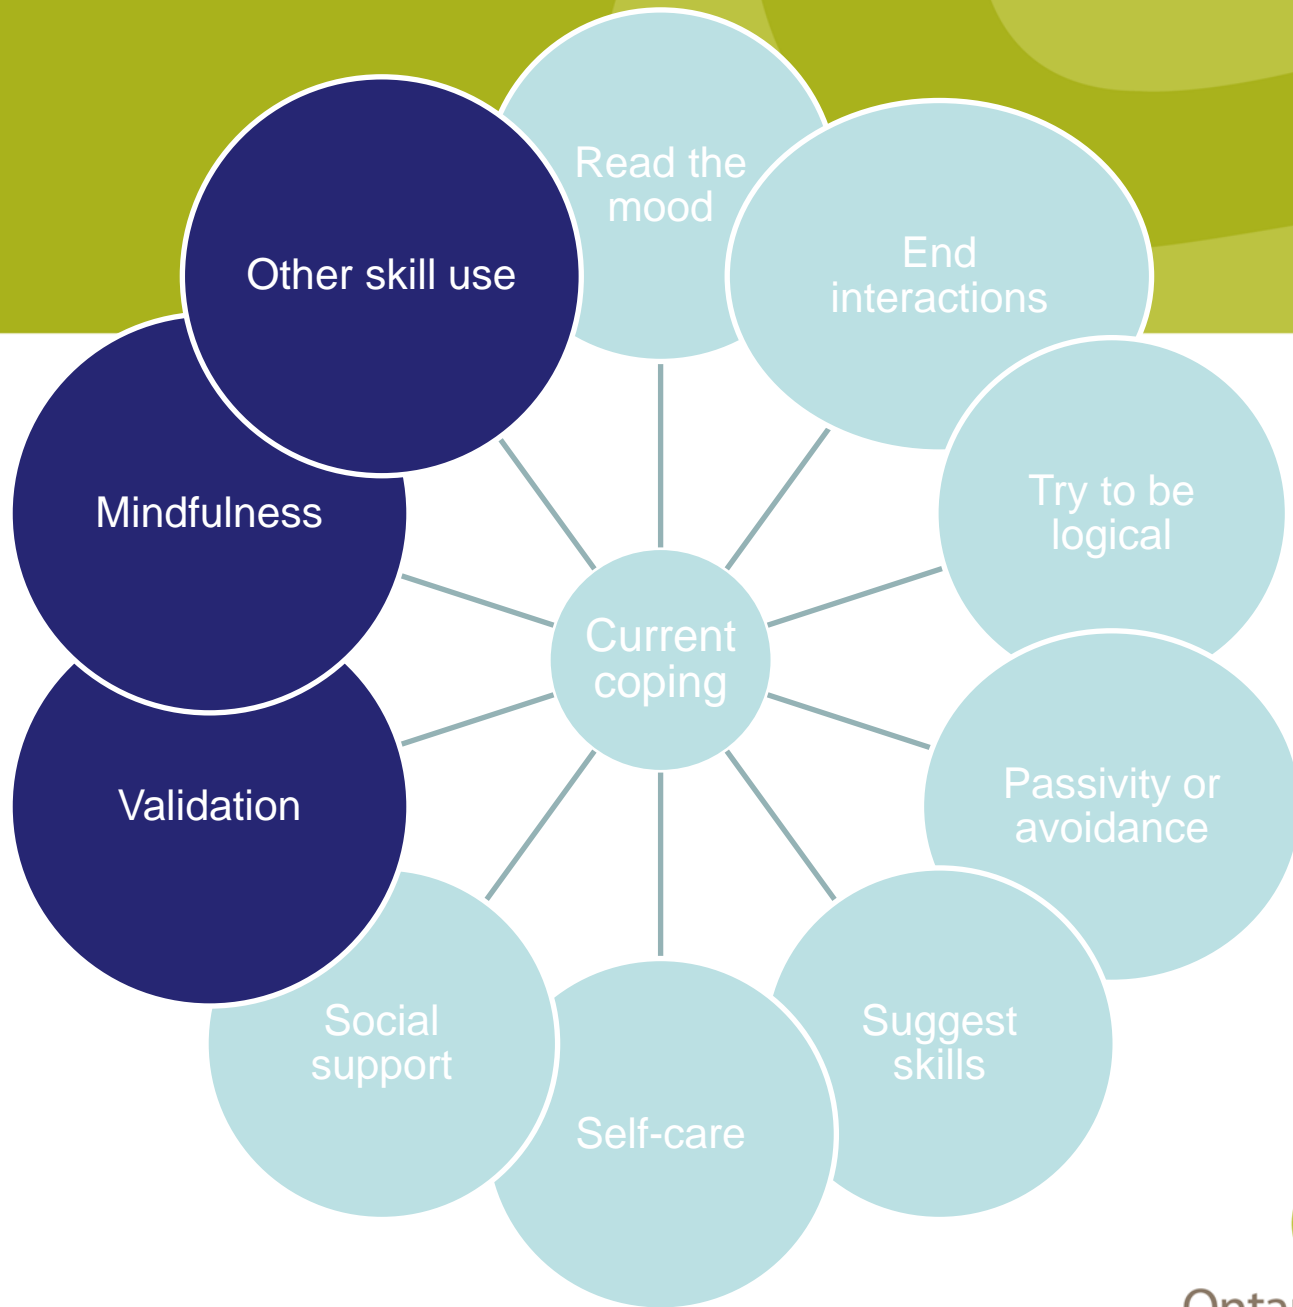 Read the
mood
End
interactions
Other skill use
Try to be
logical
Mindfulness
Current
coping
Passivity or
avoidance
Validation
Suggest
skills
Social
support
Self-care